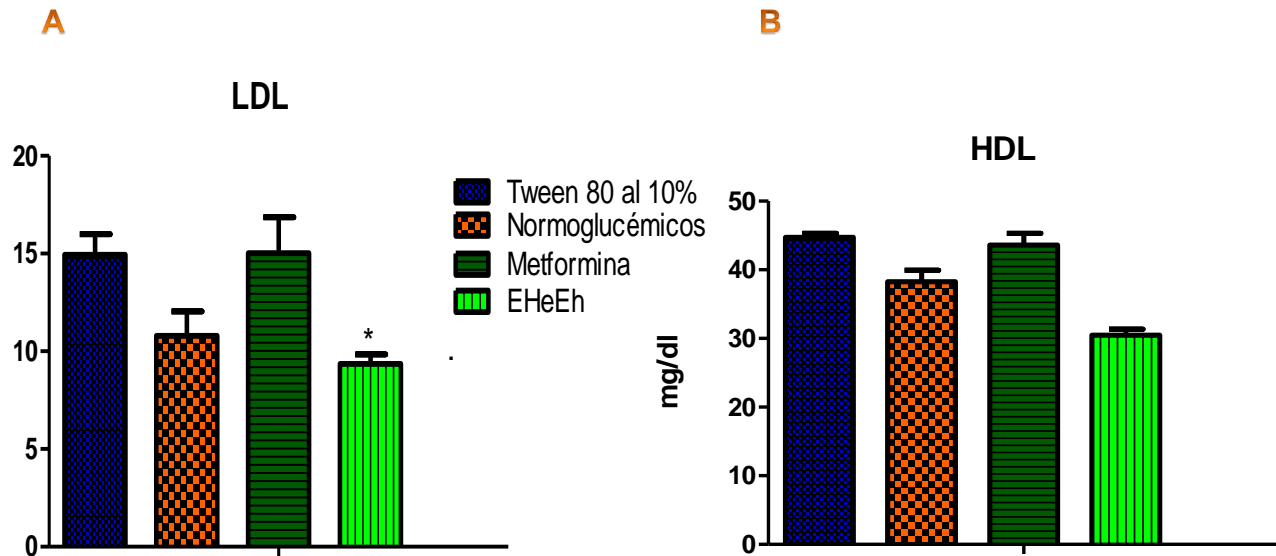 A
LDL
20
15
10
5
0
*
.
Tween 80 al 10%
Normoglucémicos
Metformina
EHeEh
B
HDL
mg/dl
50
40
30
20
10
0